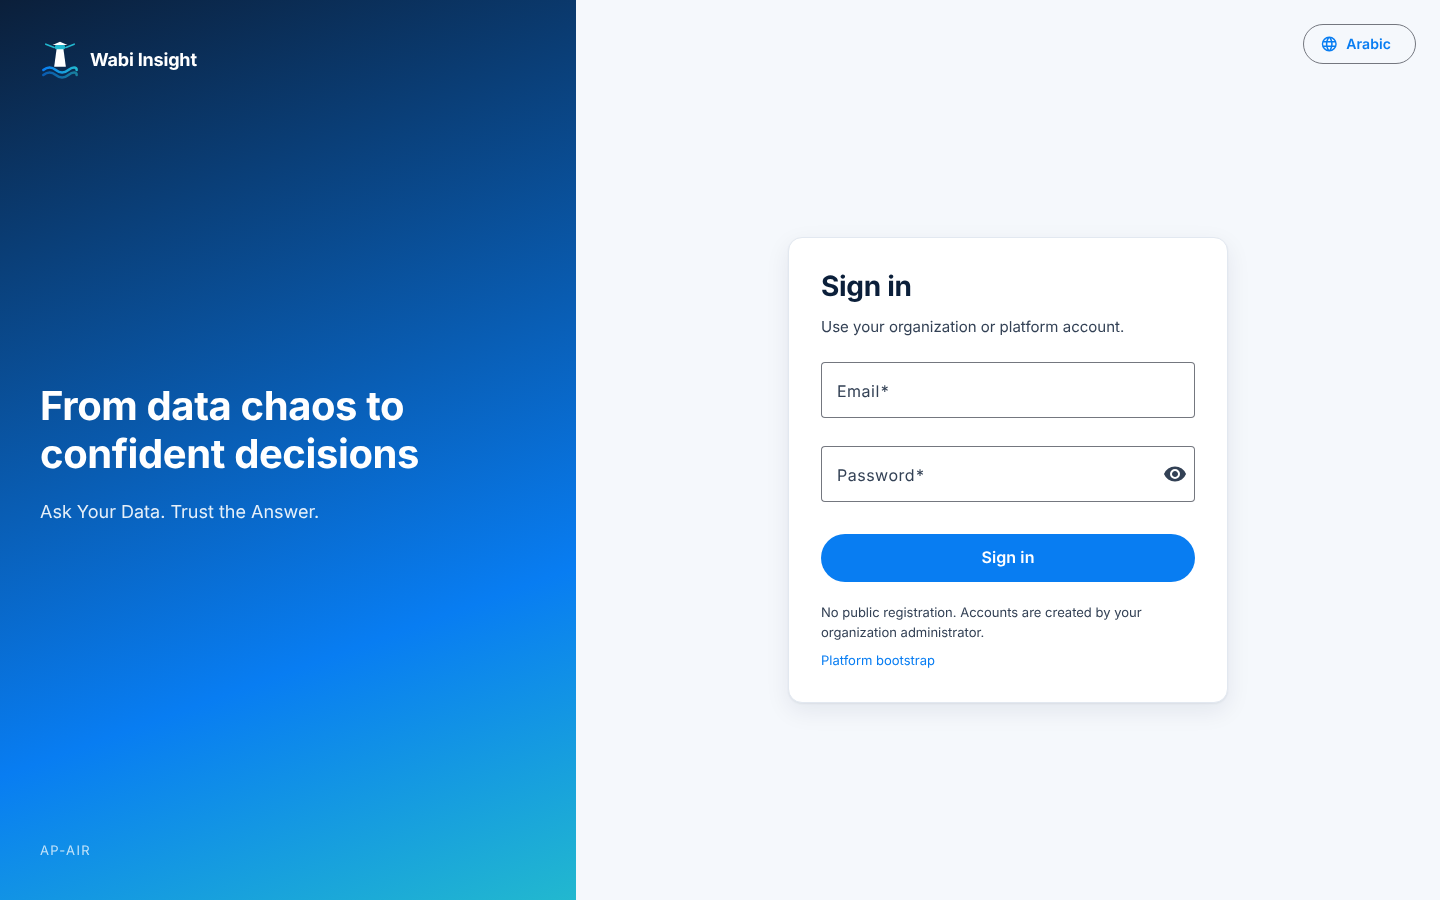 Wabi Insight
From data chaos to
confident decisions
Ask Your Data. Trust the Answer.
AP-AIR
Arabic
Sign in
Use your organization or platform account.
Email*
Password*
Sign in
No public registration. Accounts are created by your
organization administrator.
Platform bootstrap